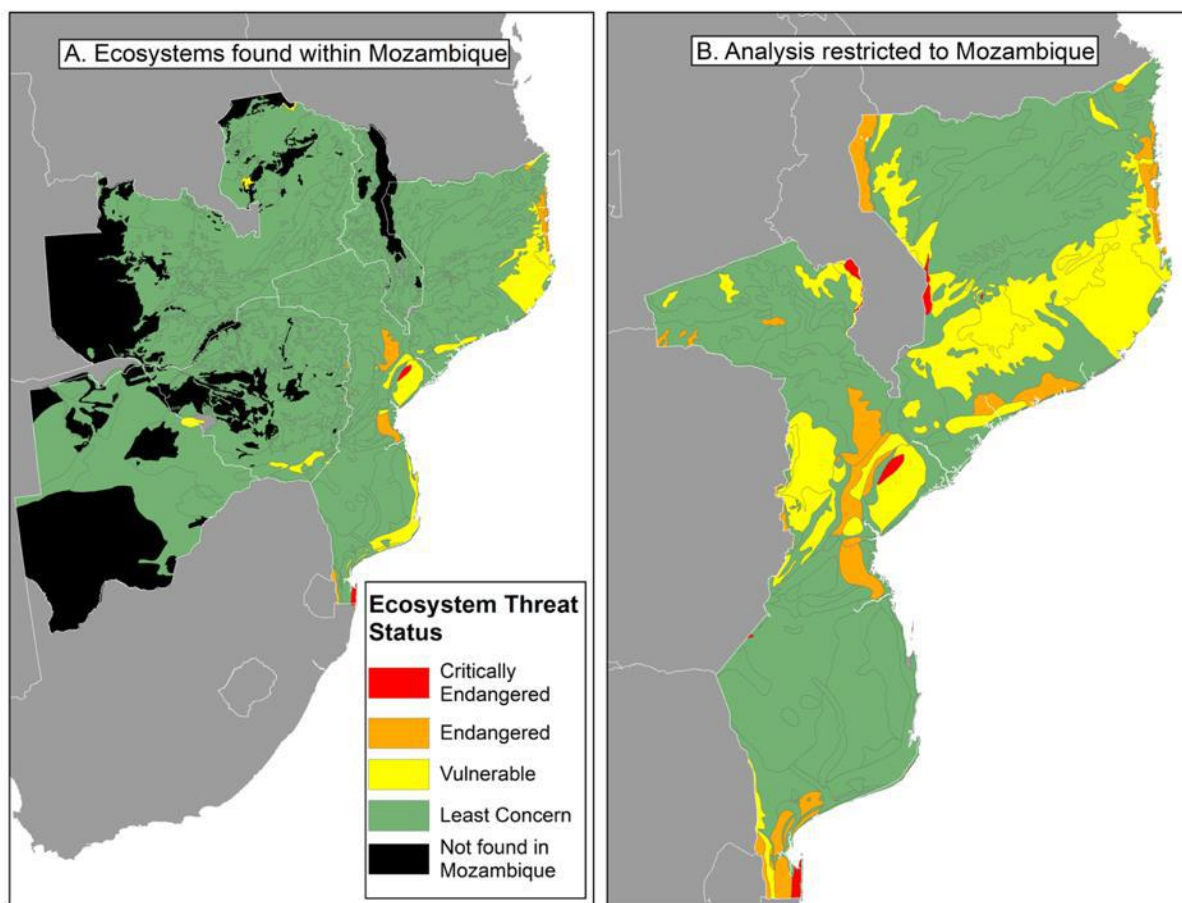 A. Ecosystems found within Mozambique
B. Analysis restricted to Mozambique
Ecosystem Threat
Status
Critically
Endangered
Endangered
Vulnerable
Least Concern
Not found in
Mozambique